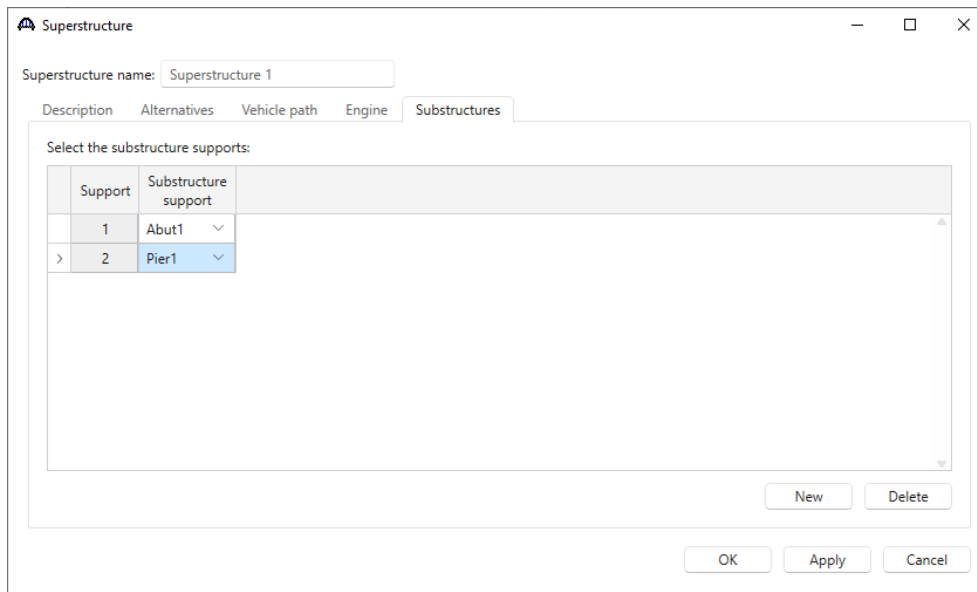 Superstructure
Superstructure name: Superstructure 1
Description Alternatives Vehicle path Engine Substructures
Select the substructure supports:
Support Substructure support
1 Abut1
2 Pier1
New Delete
OK Apply Cancel